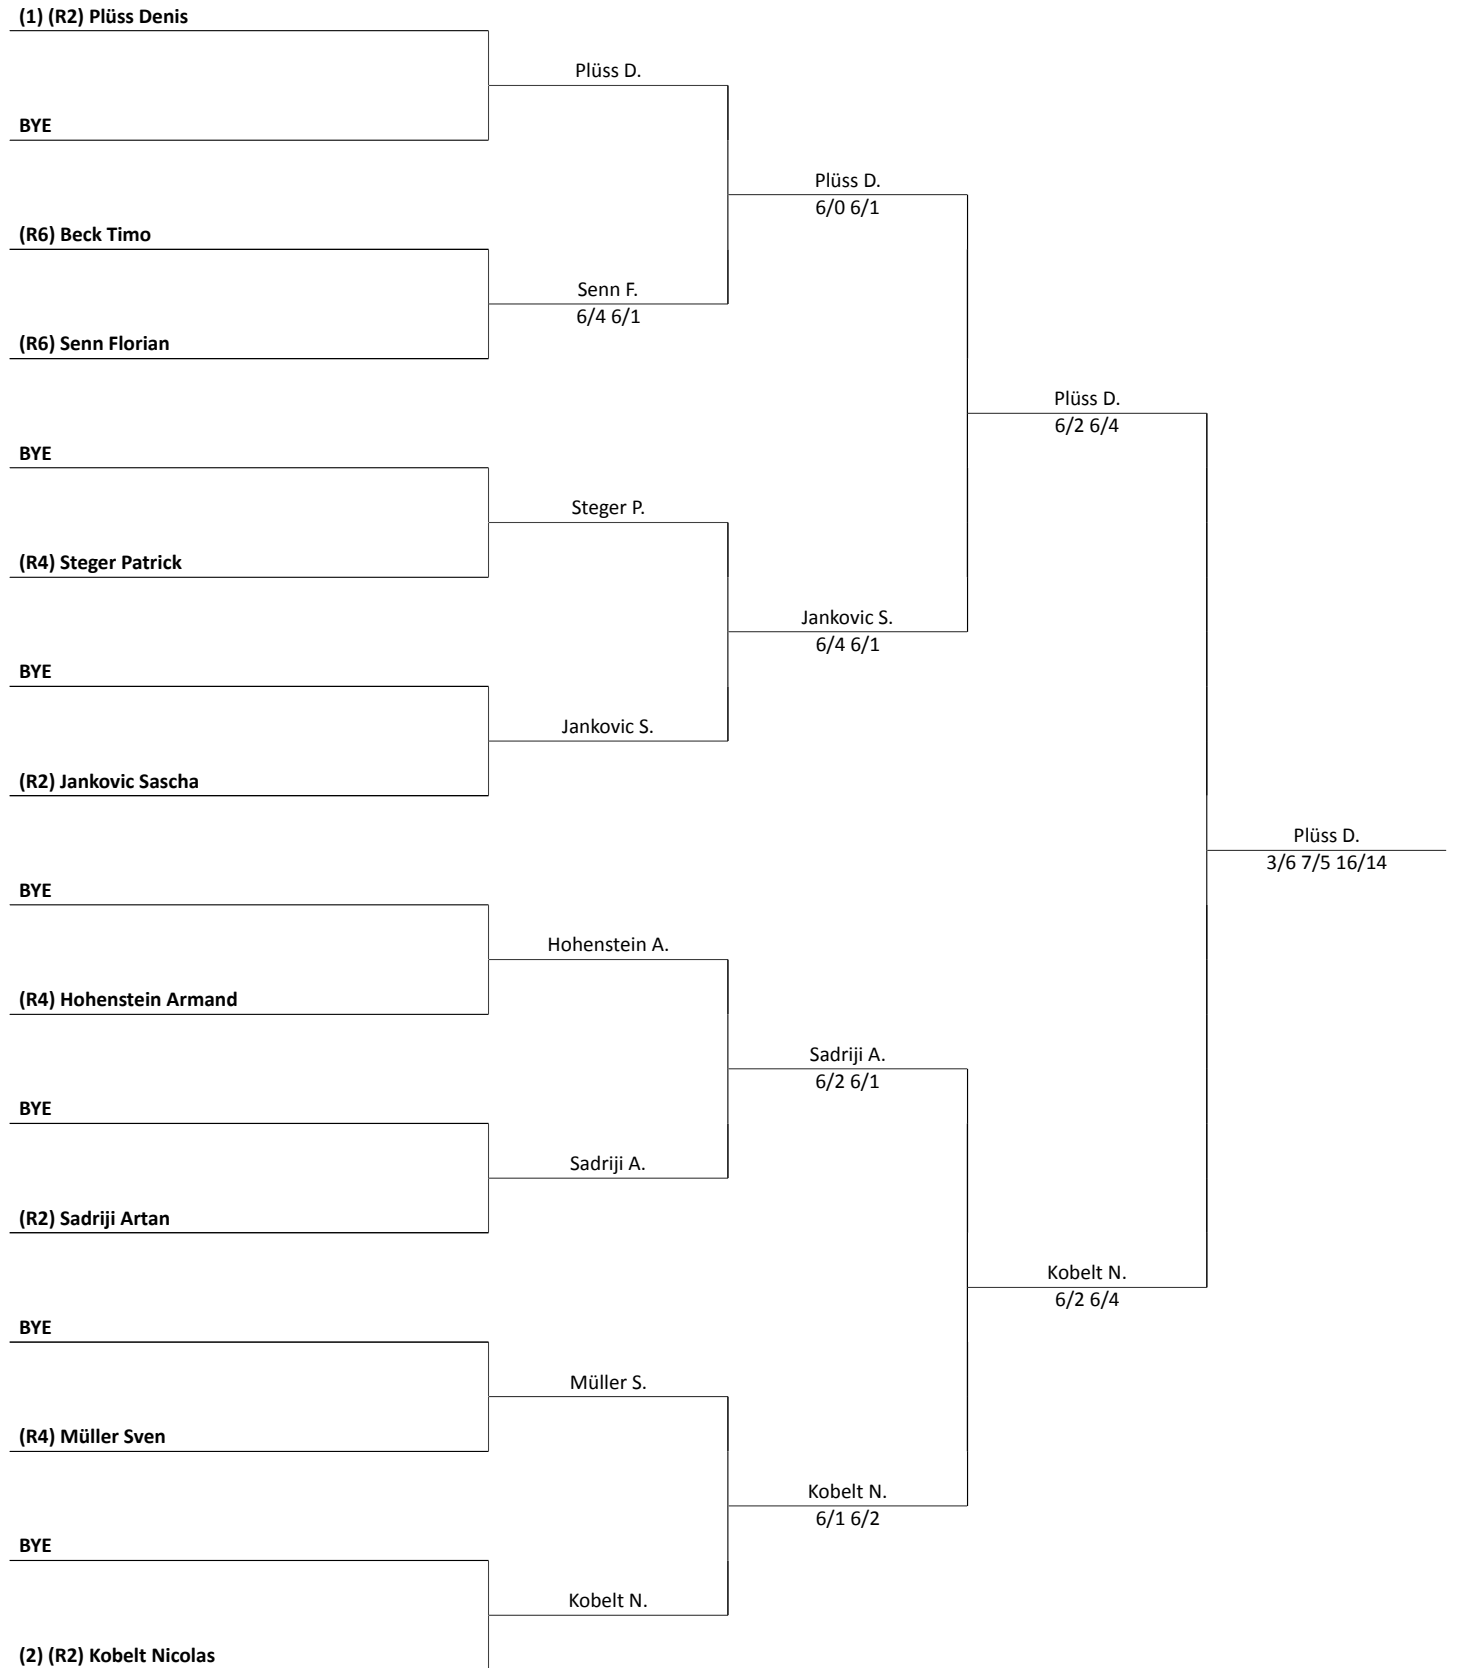 (1) (R2) Plüss Denis
Plüss D.
BYE
Plüss D.
6/0 6/1
(R6) Beck Timo
Senn F.
6/4 6/1
(R6) Senn Florian
Plüss D.
6/2 6/4
BYE
Steger P.
(R4) Steger Patrick
Jankovic S.
6/4 6/1
BYE
Jankovic S.
(R2) Jankovic Sascha
Plüss D.
3/6 7/5 16/14
BYE
Hohenstein A.
(R4) Hohenstein Armand
Sadriji A.
6/2 6/1
BYE
Sadriji A.
(R2) Sadriji Artan
Kobelt N.
6/2 6/4
BYE
Müller S.
(R4) Müller Sven
Kobelt N.
6/1 6/2
BYE
Kobelt N.
(2) (R2) Kobelt Nicolas